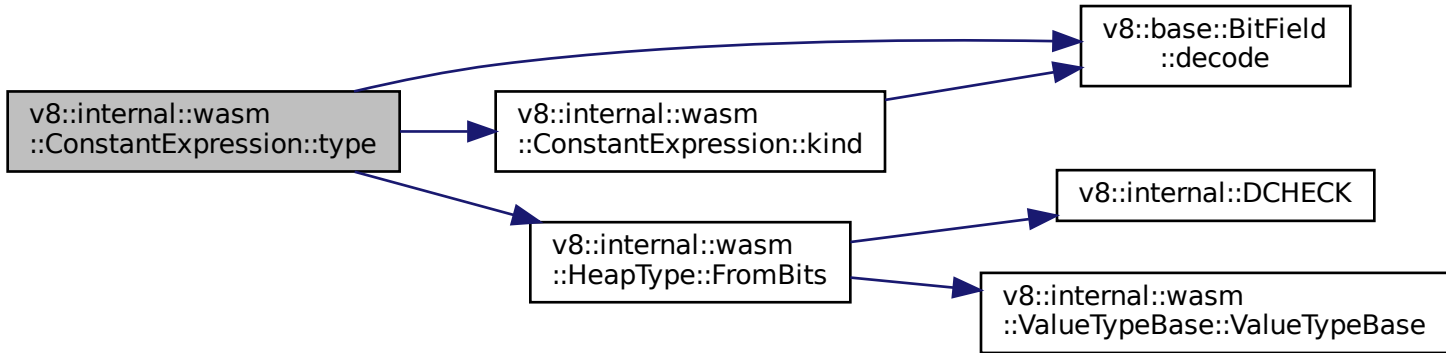 v8::internal::wasm
::ConstantExpression::type
v8::base::BitField
::decode
v8::internal::wasm
::ConstantExpression::kind
v8::internal::wasm
::HeapType::FromBits
v8::internal::DCHECK
v8::internal::wasm
::ValueTypeBase::ValueTypeBase